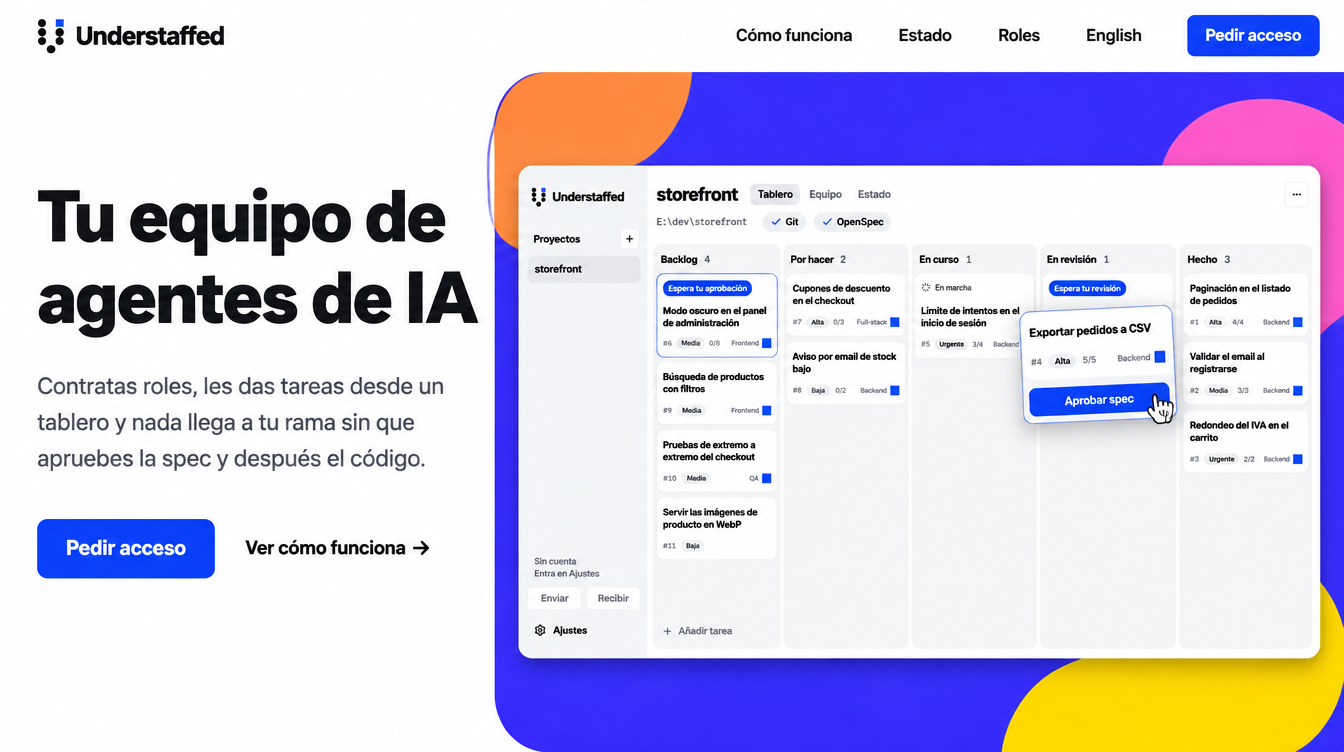 Understaffed
Cómo funciona
Estado
Roles
English
Pedir acceso
Tu equipo de
agentes de IA
Contratas roles, les das tareas desde un
tablero y nada llega a tu rama sin que
apruebes la spec y después el código.
Pedir acceso
Ver cómo funciona →
Understaffed
Proyectos +
storefront
Sin cuenta
Entra en Ajustes
Enviar
Recibir
Ajustes
storefront
Tablero
Equipo
Estado
E:\dev\storefront
Git
OpenSpec
Backlog 4
Espera tu aprobación
Modo oscuro en el panel
de administración
#6 Media 0/8 Frontend
Búsqueda de productos
con filtros
#9 Media Frontend
Pruebas de extremo a
extremo del checkout
#10 Media QA
Servir las imágenes de
producto en WebP
#11 Baja
+ Añadir tarea
Por hacer 2
Cupones de descuento
en el checkout
#7 Alta 0/3 Full-stack
Aviso por email de stock
bajo
#8 Baja 0/2 Backend
En curso 1
En marcha
Límite de intentos en el
inicio de sesión
#5 Urgente 3/4 Backend
En revisión 1
Espera tu revisión
Exportar pedidos a CSV
#4 Alta 5/5 Backend
Aprobar spec
Hecho 3
Paginación en el listado
de pedidos
#1 Alta 4/4 Backend
Validar el email al
registrarse
#2 Media 3/3 Backend
Redondeo del IVA en el
carrito
#3 Urgente 2/2 Backend